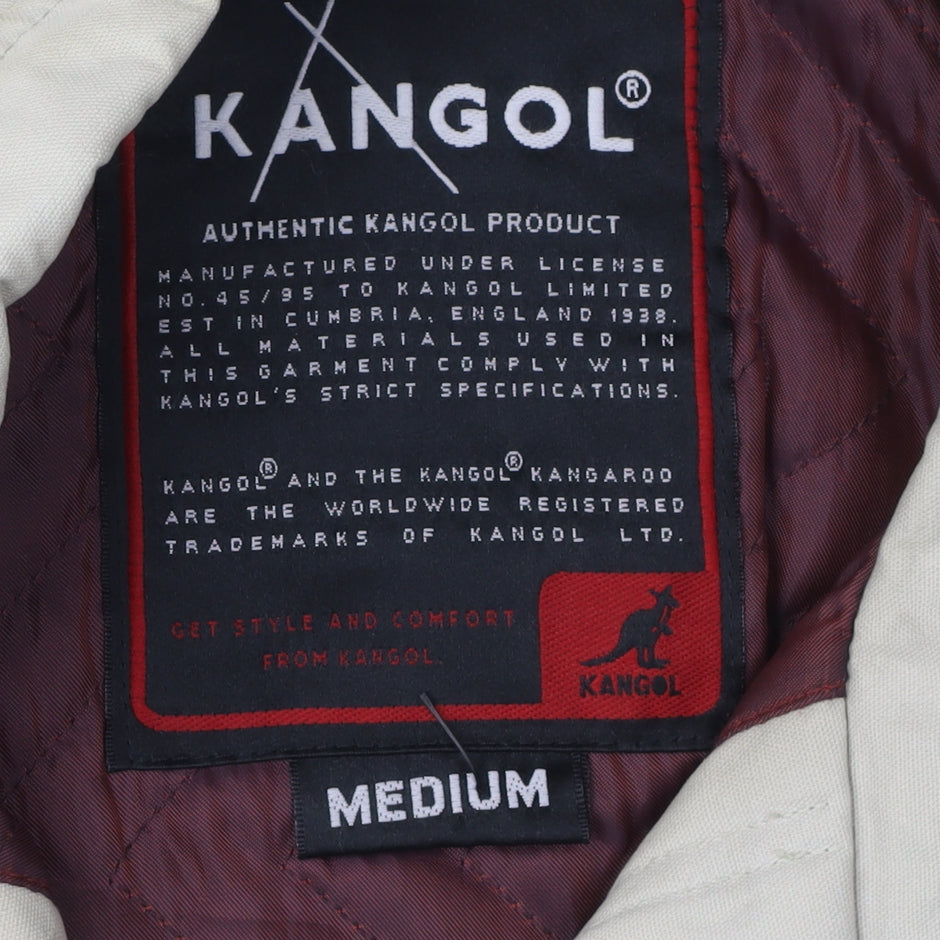 KANGOL®
AUTHENTIC KANGOL PRODUCT
MANUFACTURED UNDER LICENSE
NO.45/95 TO KANGOL LIMITED
EST IN CUMBRIA, ENGLAND 1938.
ALL MATERIALS USED IN
THIS GARMENT COMPLY WITH
KANGOL'S STRICT SPECIFICATIONS.
KANGOL® AND THE KANGOL® KANGAROO
ARE THE WORLDWIDE REGISTERED
TRADEMARKS OF KANGOL LTD.
GET STYLE AND COMFORT
FROM KANGOL.
KANGOL
MEDIUM